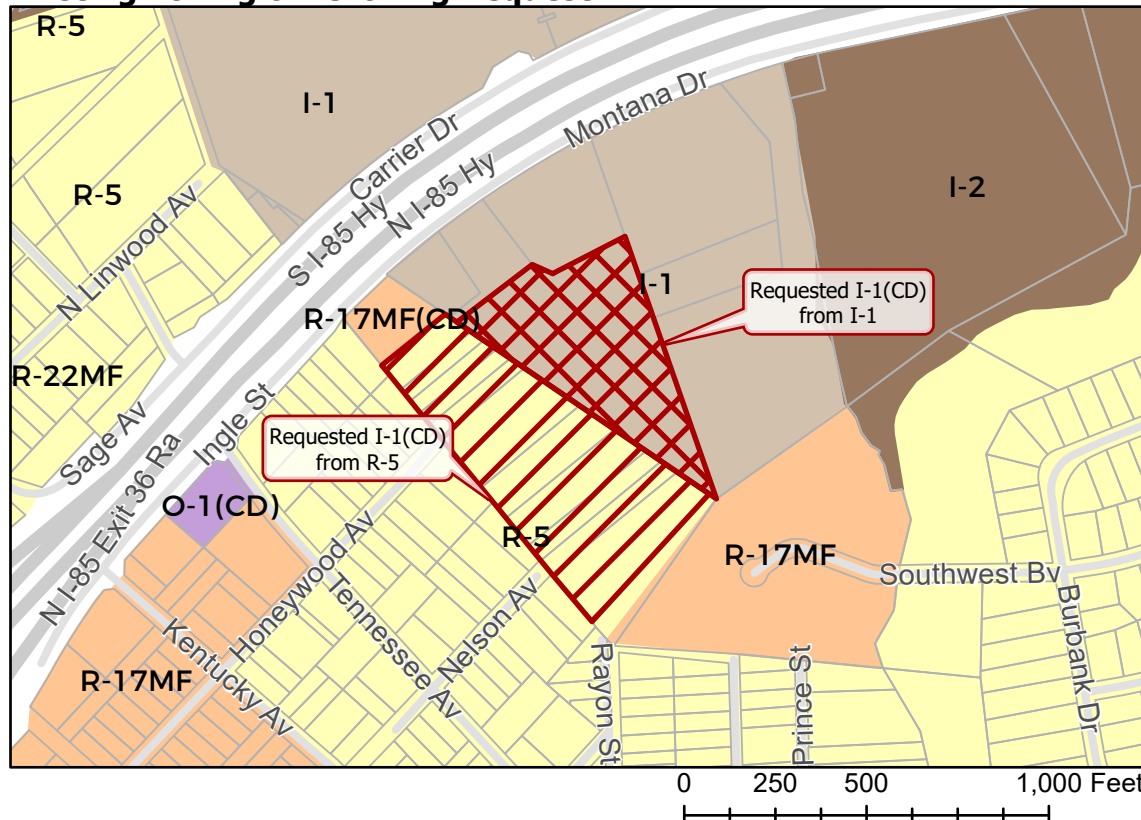 R-5
I-1
Carrier Dr
Montana Dr
S I-85 Hy
N I-85 Hy
R-5
I-2
N Linwood Av
I-1
Requested I-1(CD)
from I-1
R-17MF(CD)
R-22MF
Sage Av
Ingle St
Requested I-1(CD)
from R-5
N I-85 Exit 36 Ra
O-1(CD)
R-5
R-17MF
Southwest Bv
Honeywood Av
Tennessee Av
Nelson Av
Kentucky Av
Burbank Dr
R-17MF
Rayon St
Prince St
0 250 500 1,000 Feet